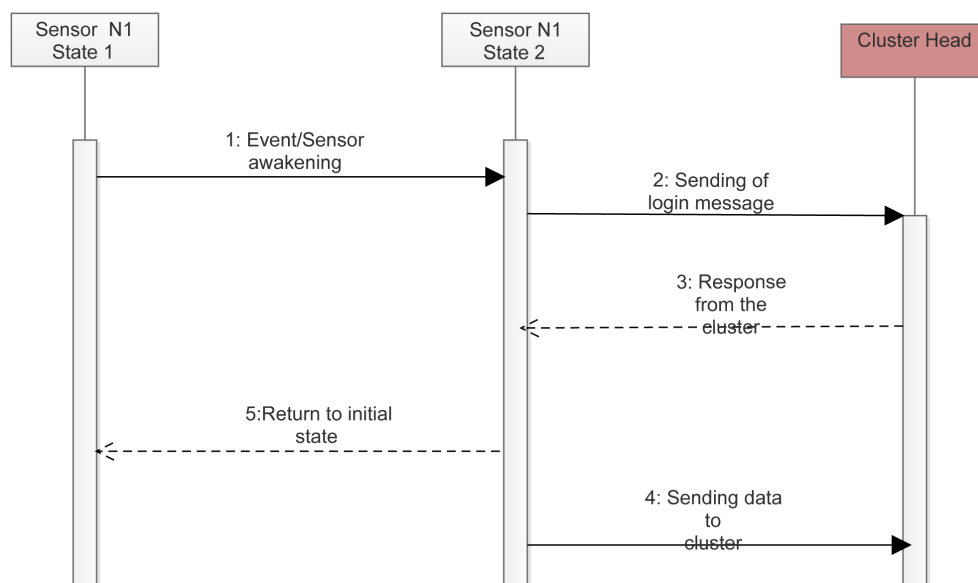 Sensor N1
State 1
Sensor N1
State 2
Cluster Head
1: Event/Sensor
awakening
2: Sending of
login message
3: Response
from the
cluster
5:Return to initial
state
4: Sending data
to
cluster